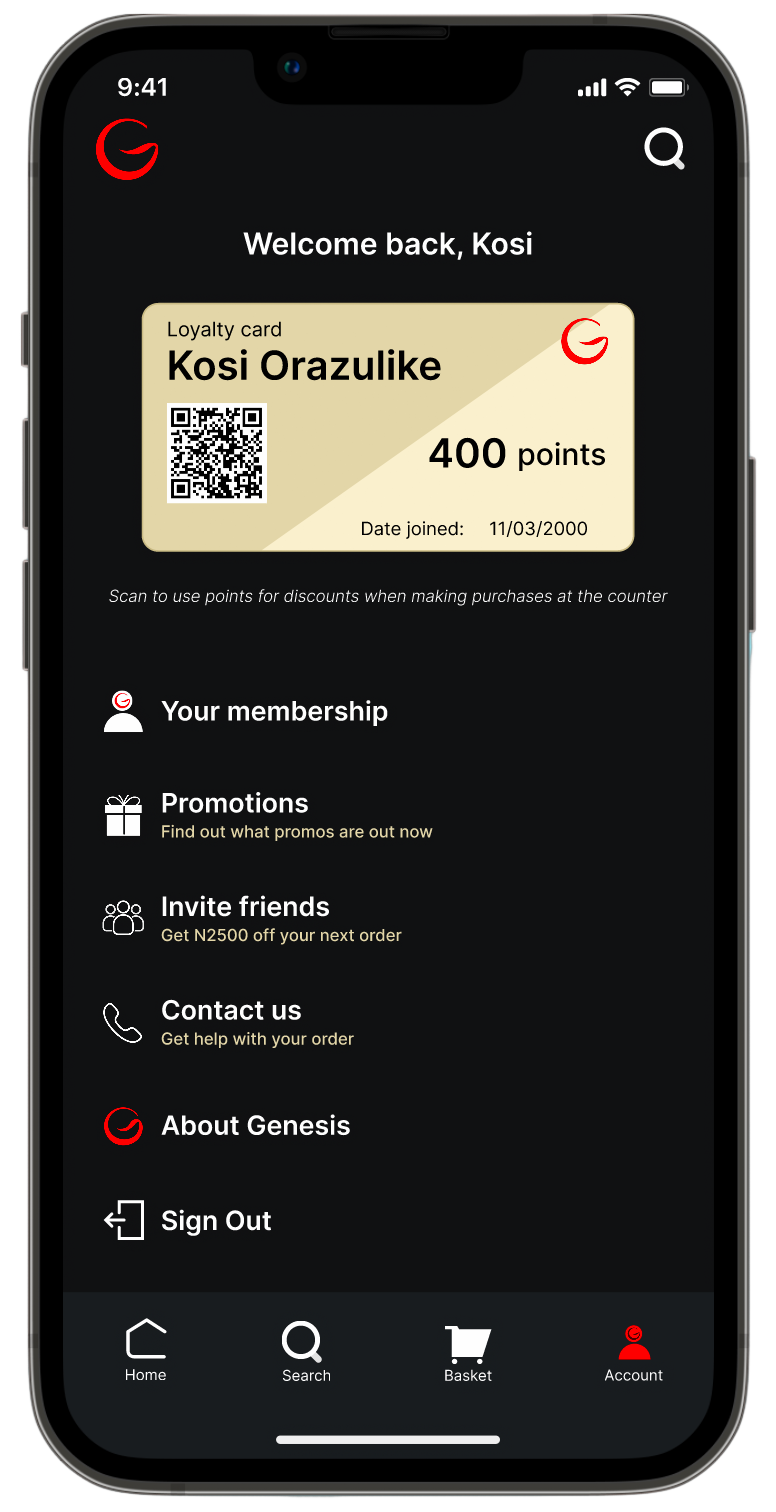 9:41
Welcome back, Kosi
Loyalty card
Kosi Orazulike
400 points
Date joined: 11/03/2000
Scan to use points for discounts when making purchases at the counter
Your membership
Promotions
Find out what promos are out now
Invite friends
Get N2500 off your next order
Contact us
Get help with your order
About Genesis
Sign Out
Home Search Basket Account